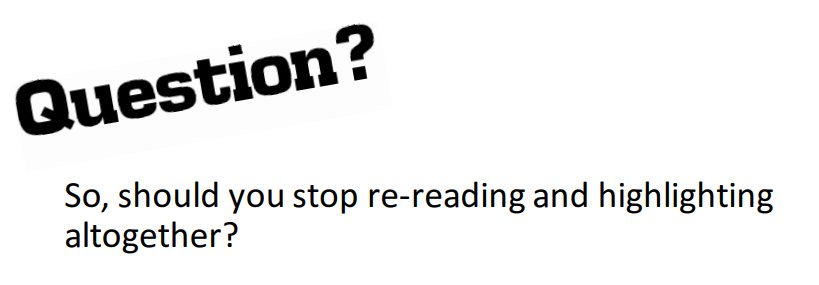 Question?
So, should you stop re-reading and highlighting
altogether?